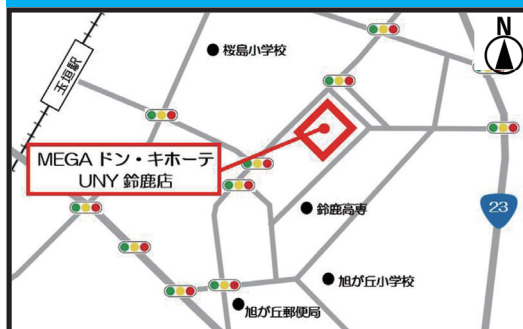 N
桜島小学校
玉垣駅
MEGA ドン・キホーテ
UNY 鈴鹿店
23
鈴鹿高専
旭が丘小学校
旭が丘郵便局